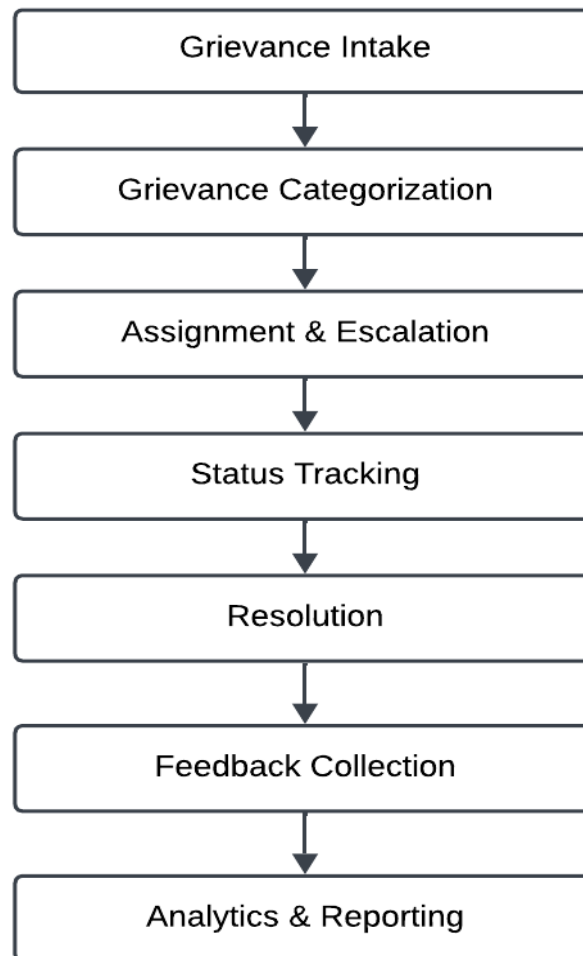 Grievance Intake
Grievance Categorization
Assignment & Escalation
Status Tracking
Resolution
Feedback Collection
Analytics & Reporting